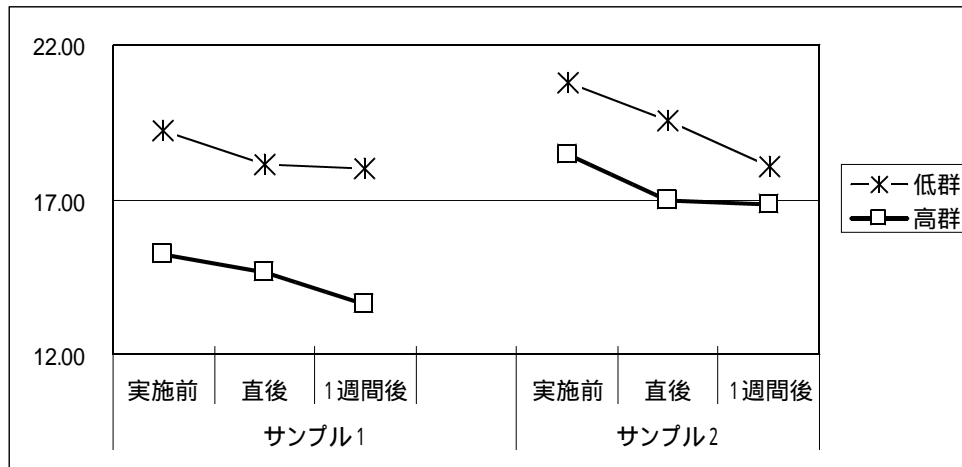 22.00
17.00
12.00
実施前 直後 1週間後 実施前 直後 1週間後
サンプル1 サンプル2
低群
高群